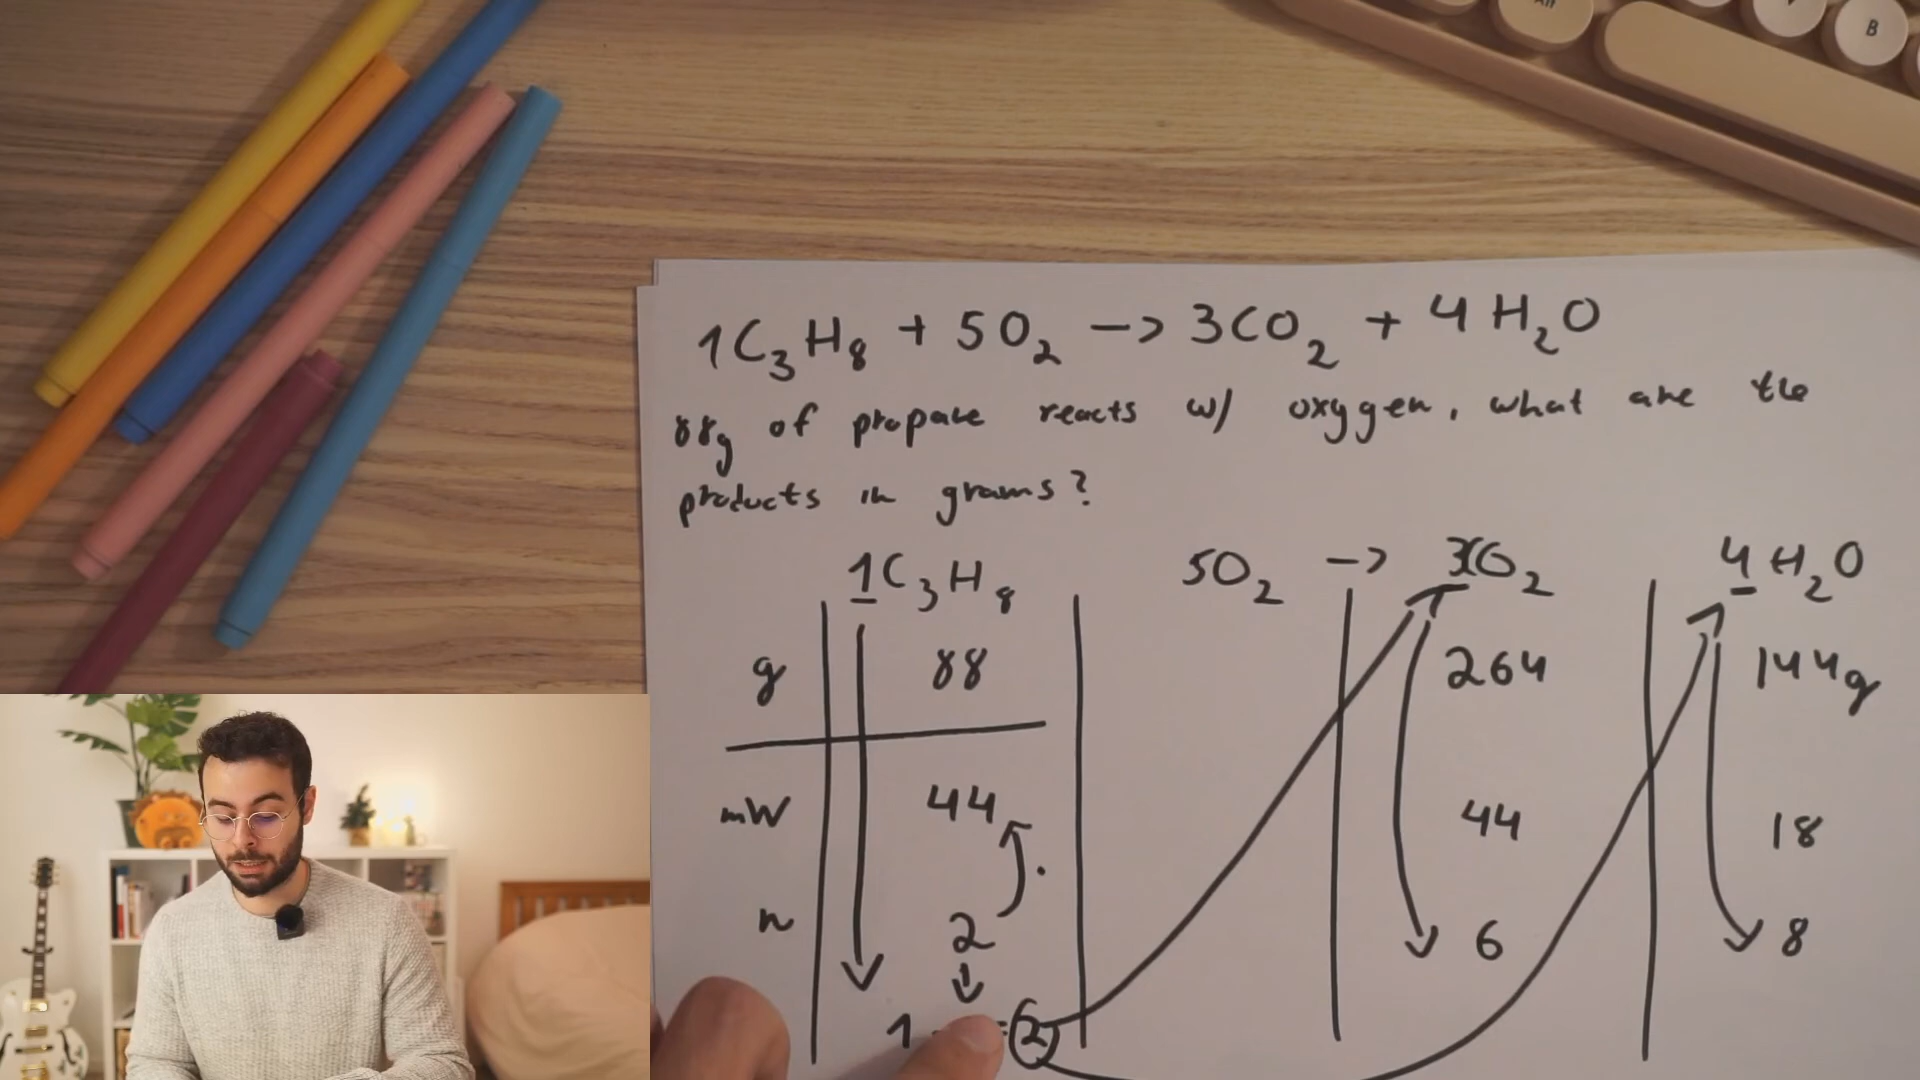 Alt
V
B
1C₃H₈ + 5O₂ -> 3CO₂ + 4H₂O
88g of propane reacts w/ oxygen, what are the
products in grams?
1C₃H₈ 5O₂ -> 3CO₂ 4H₂O
g 88 264 144g
mW 44 44 18
n 2 6 8
1 2